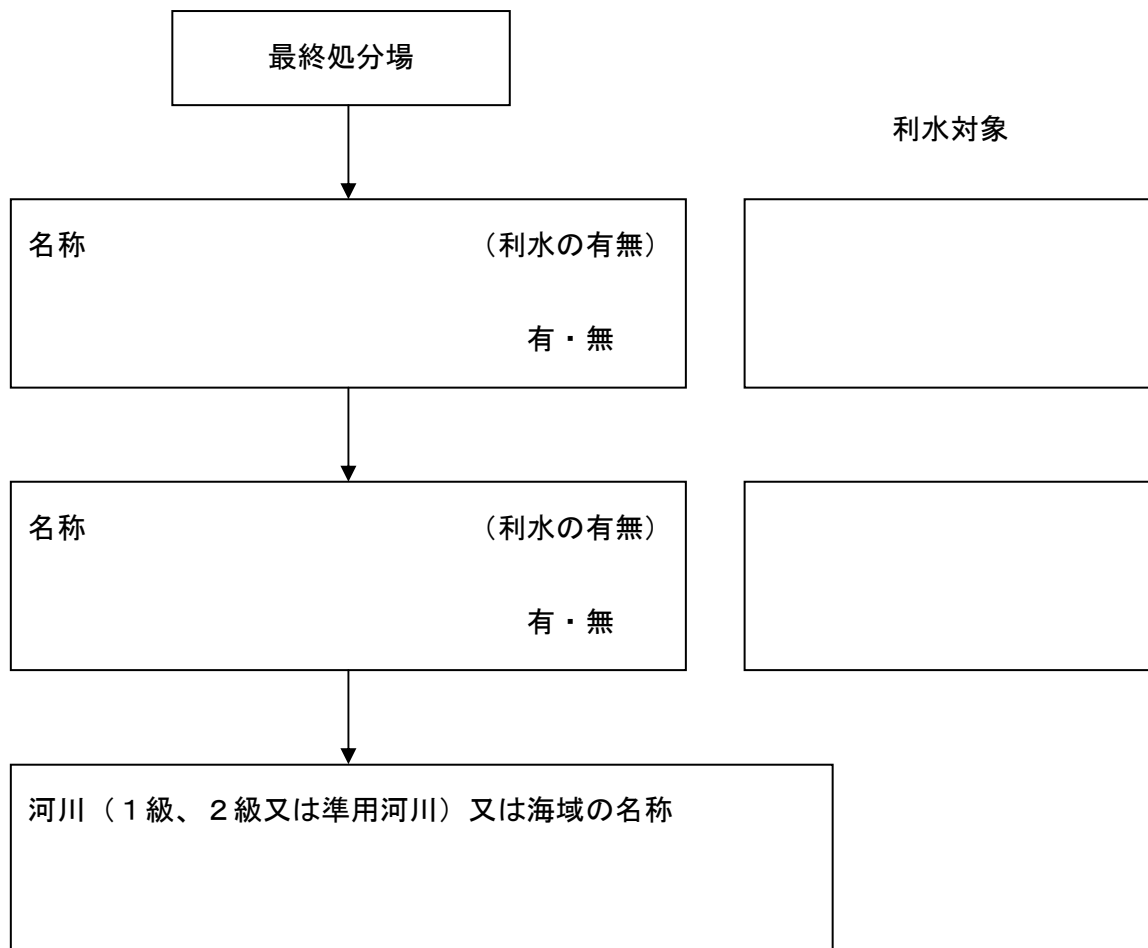 最終処分場
利水対象
名称 （利水の有無）
有・無
名称 （利水の有無）
有・無
河川（１級、２級又は準用河川）又は海域の名称